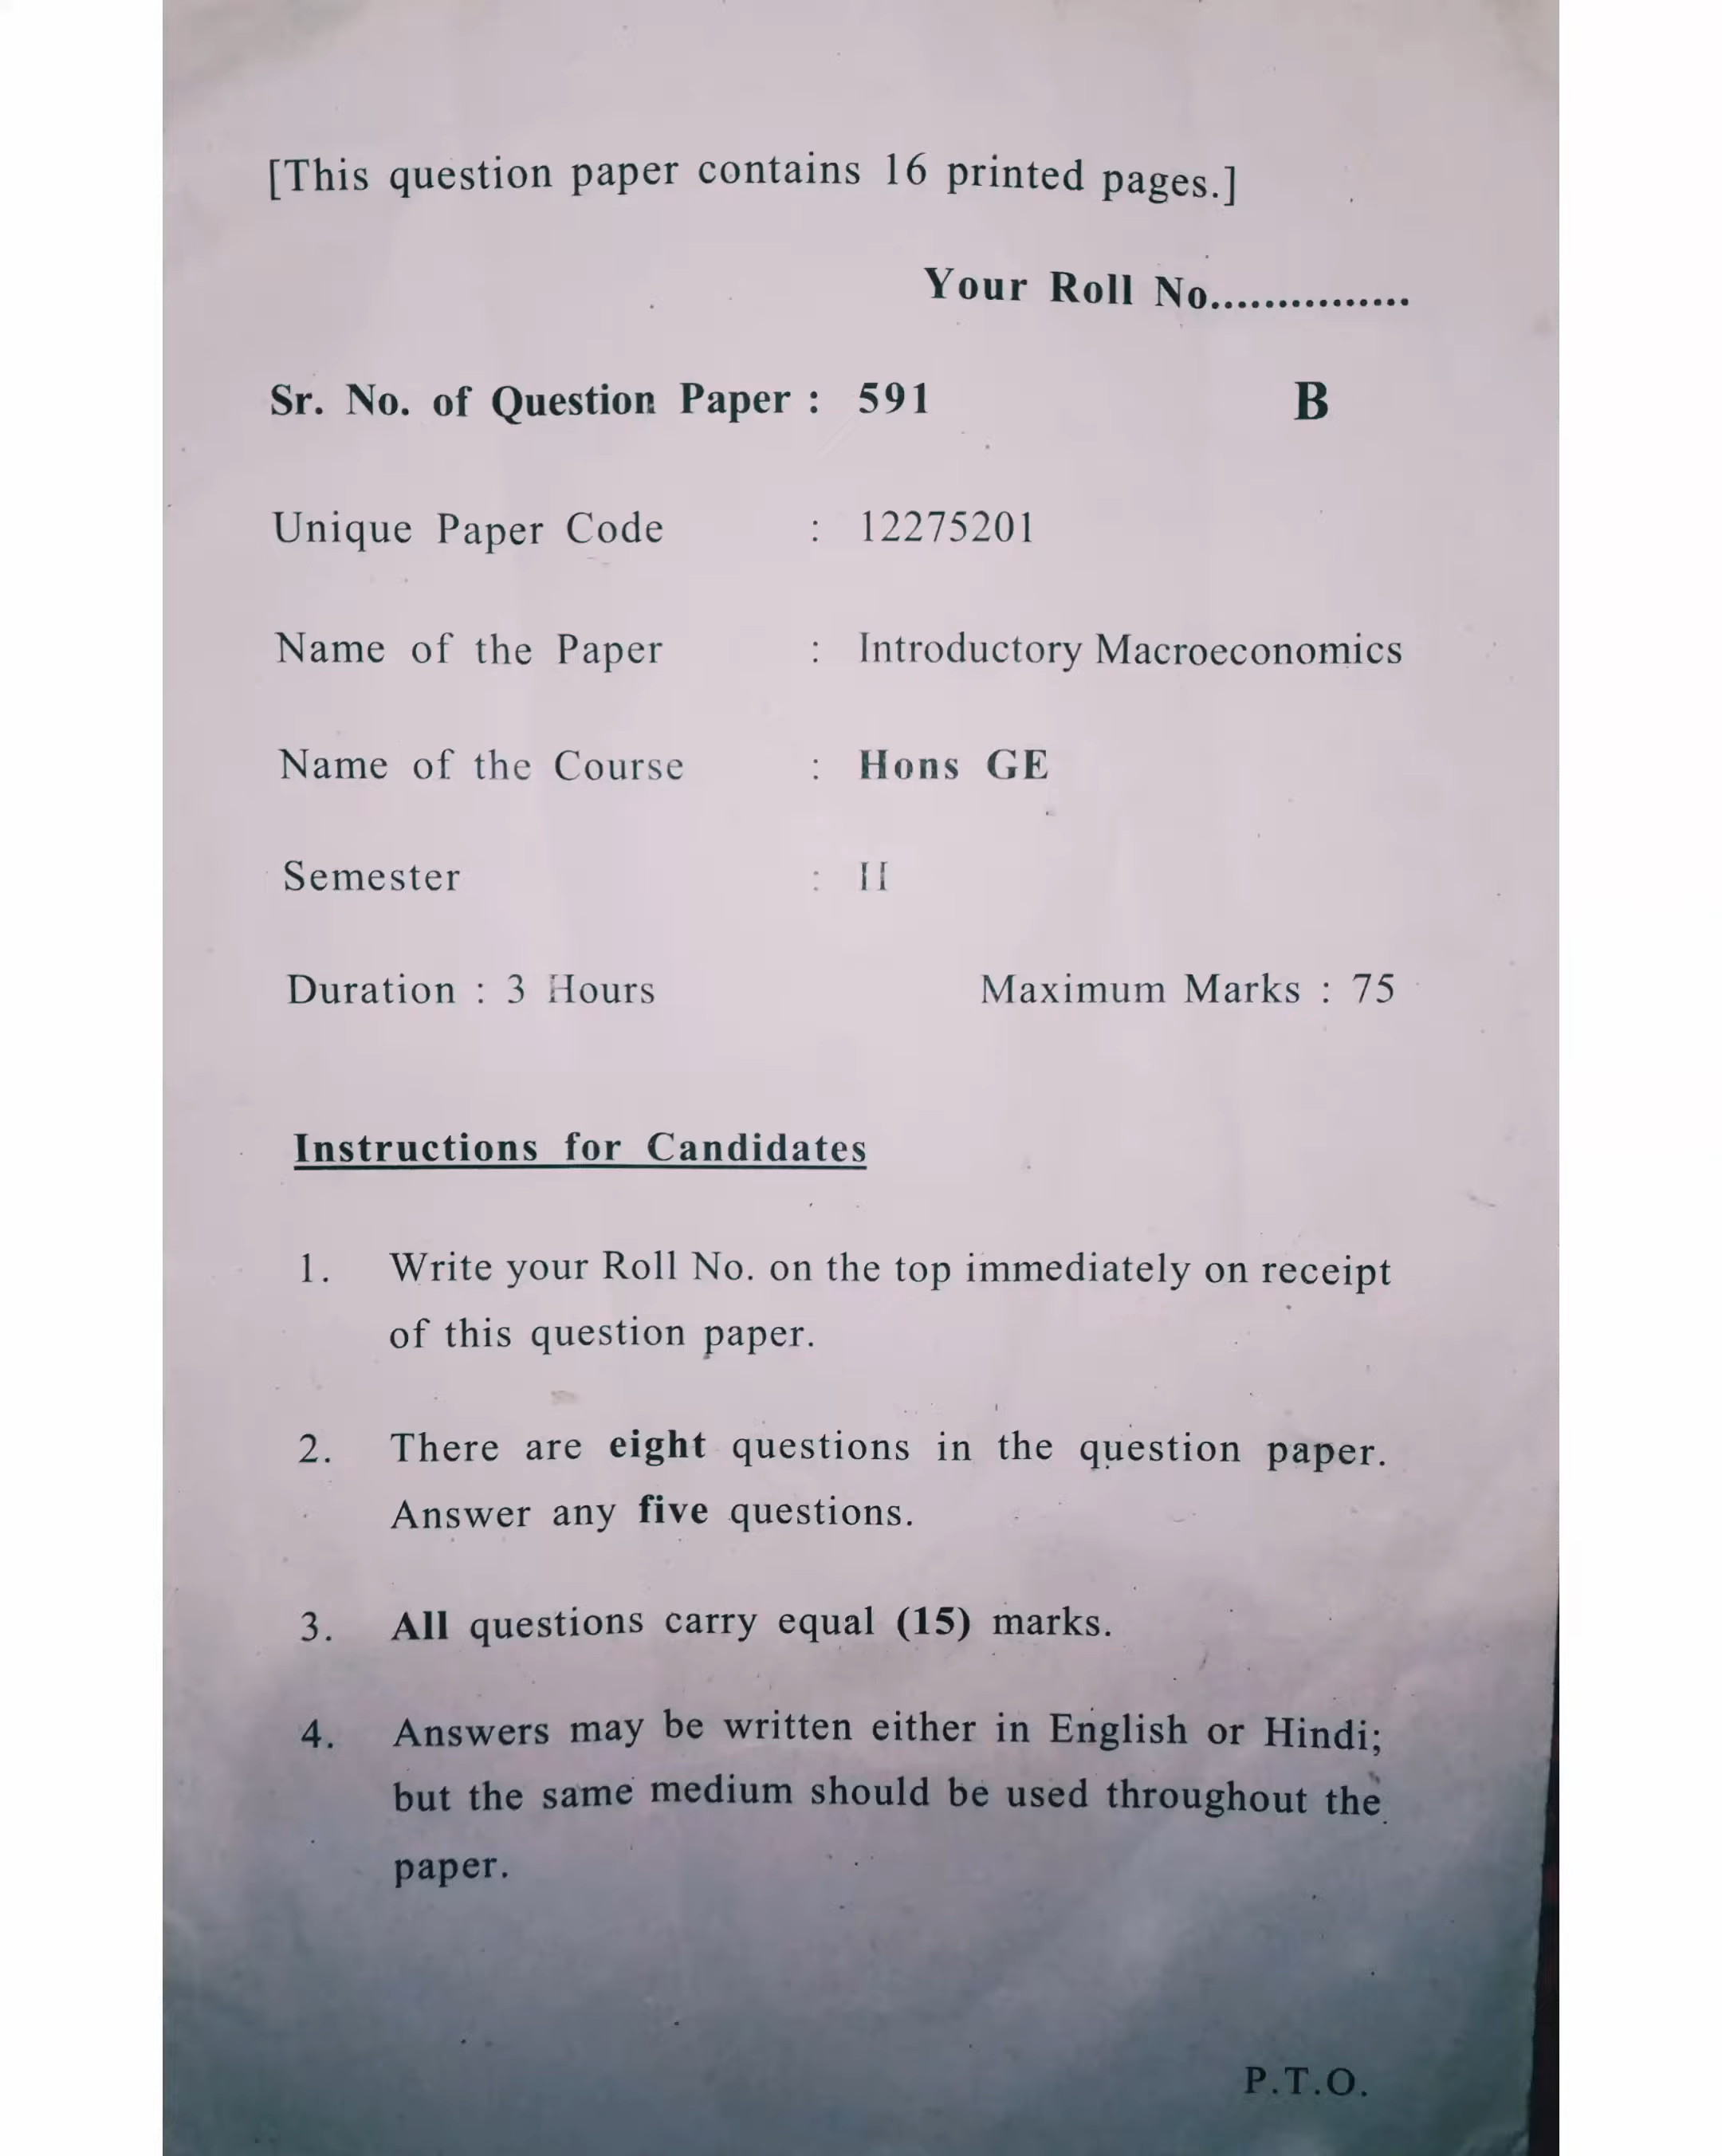 [This question paper contains 16 printed pages.]
Your Roll No...............
Sr. No. of Question Paper : 591 B
Unique Paper Code : 12275201
Name of the Paper : Introductory Macroeconomics
Name of the Course : Hons GE
Semester : II
Duration : 3 Hours Maximum Marks : 75
Instructions for Candidates
1. Write your Roll No. on the top immediately on receipt
of this question paper.
2. There are eight questions in the question paper.
Answer any five questions.
3. All questions carry equal (15) marks.
4. Answers may be written either in English or Hindi;
but the same medium should be used throughout the
paper.
P.T.O.